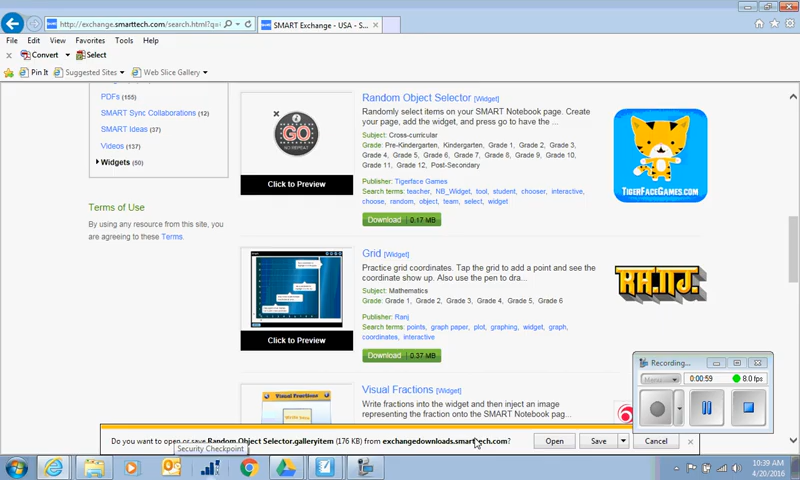 http://exchange.smarttech.com/search.html?q=
SMART Exchange - USA - S...
File Edit View Favorites Tools Help
Convert Select
Pin It Suggested Sites Web Slice Gallery
PDFs (155)
SMART Sync Collaborations (12)
SMART Ideas (37)
Videos (137)
Widgets (50)
Terms of Use
By using any resource from this site, you
are agreeing to these Terms.
GO
NO REPEAT
Click to Preview
Random Object Selector [Widget]
Randomly select items on your SMART Notebook page. Create
your page, add the widget, and press go to have the ...
Subject: Cross-curricular
Grade: Pre-Kindergarten, Kindergarten, Grade 1, Grade 2, Grade 3,
Grade 4, Grade 5, Grade 6, Grade 7, Grade 8, Grade 9, Grade 10,
Grade 11, Grade 12, Post-Secondary
Publisher: Tigerface Games
Search terms: teacher, NB_Widget, tool, student, chooser, interactive,
choose, random, object, team, select, widget
Download 0.17 MB
TIGERFACEGAMES.COM
Click to Preview
Grid [Widget]
Practice grid coordinates. Tap the grid to add a point and see the
coordinate show up. Also use the pen to dra...
Subject: Mathematics
Grade: Grade 1, Grade 2, Grade 3, Grade 4, Grade 5, Grade 6
Publisher: Ranj
Search terms: points, graph paper, plot, graphing, widget, graph,
coordinates, interactive
Download 0.37 MB
RANJ
Visual Fractions
Visual Fractions [Widget]
Write fractions into the widget and then inject an image
representing the fraction onto the SMART Notebook pag...
Recording...
Menu
0:00:59
8.0 fps
Do you want to open or save Random Object Selector.galleryitem (176 KB) from exchangedownloads.smarttech.com?
Open Save Cancel
Security Checkpoint
10:39 AM
4/20/2016